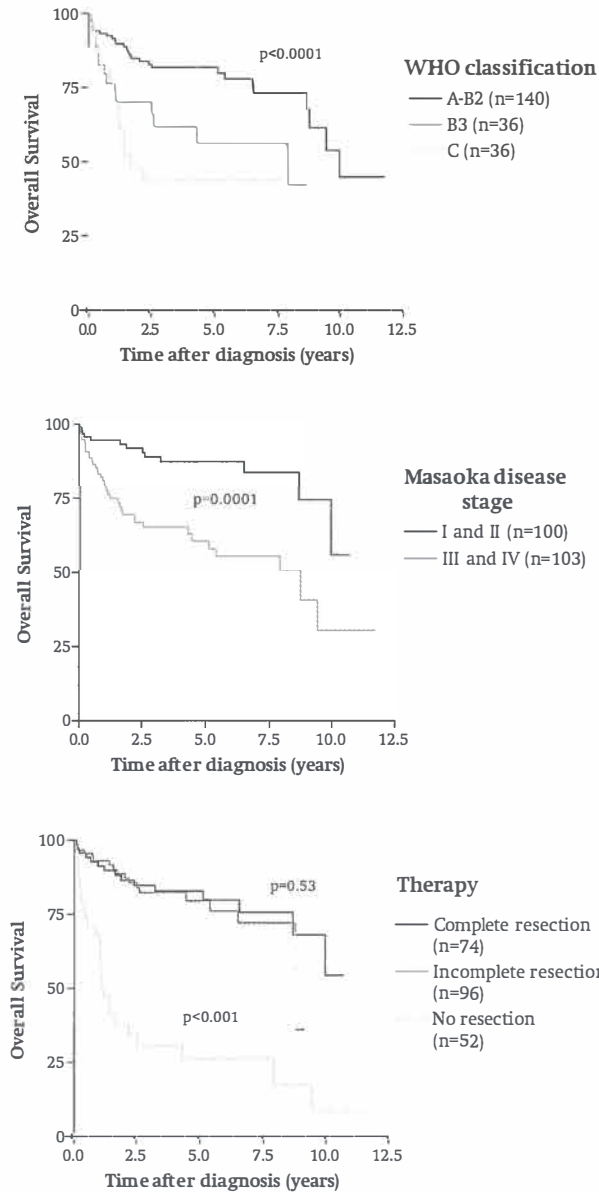 100
75
50
25
0
Overall Survival
p<0.0001
0.0 2.5 5.0 7.5 10.0 12.5
Time after diagnosis (years)
WHO classification
A-B2 (n=140)
B3 (n=36)
C (n=36)
100
75
50
25
0
Overall Survival
p=0.0001
0.0 2.5 5.0 7.5 10.0 12.5
Time after diagnosis (years)
Masaoka disease
stage
I and II (n=100)
III and IV (n=103)
100
75
50
25
0
Overall Survival
p=0.53
p<0.001
0.0 2.5 5.0 7.5 10.0 12.5
Time after diagnosis (years)
Therapy
Complete resection
(n=74)
Incomplete resection
(n=96)
No resection
(n=52)